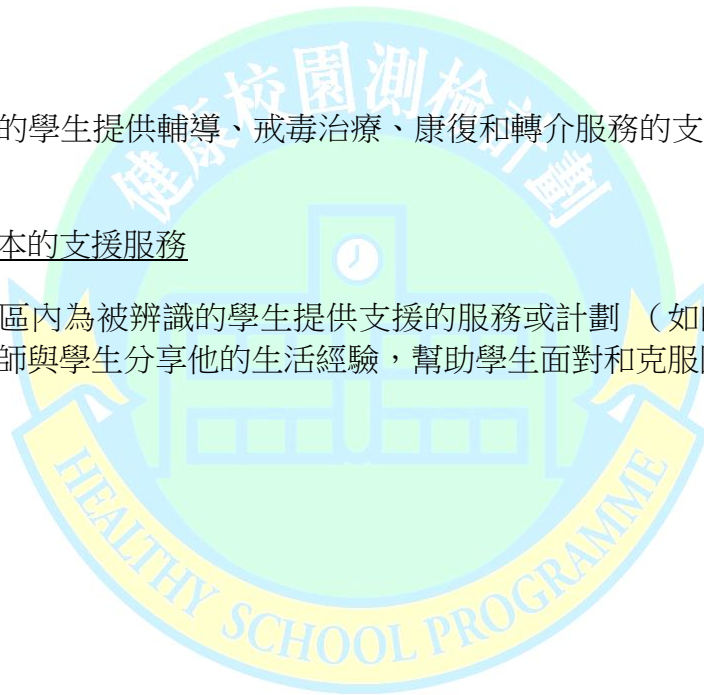 健康校園測檢計劃
的學生提供輔導、戒毒治療、康復和轉介服務的支
本的支援服務
區內為被辨識的學生提供支援的服務或計劃 （如
師與學生分享他的生活經驗，幫助學生面對和克服
HEALTHY SCHOOL PROGRAMME